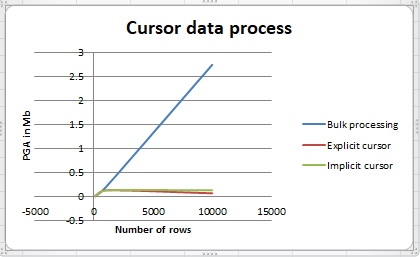 Cursor data process
3
2.5
2
1.5
1
0.5
0
-0.5
PGA in Mb
-5000 0 5000 10000 15000
Number of rows
Bulk processing
Explicit cursor
Implicit cursor